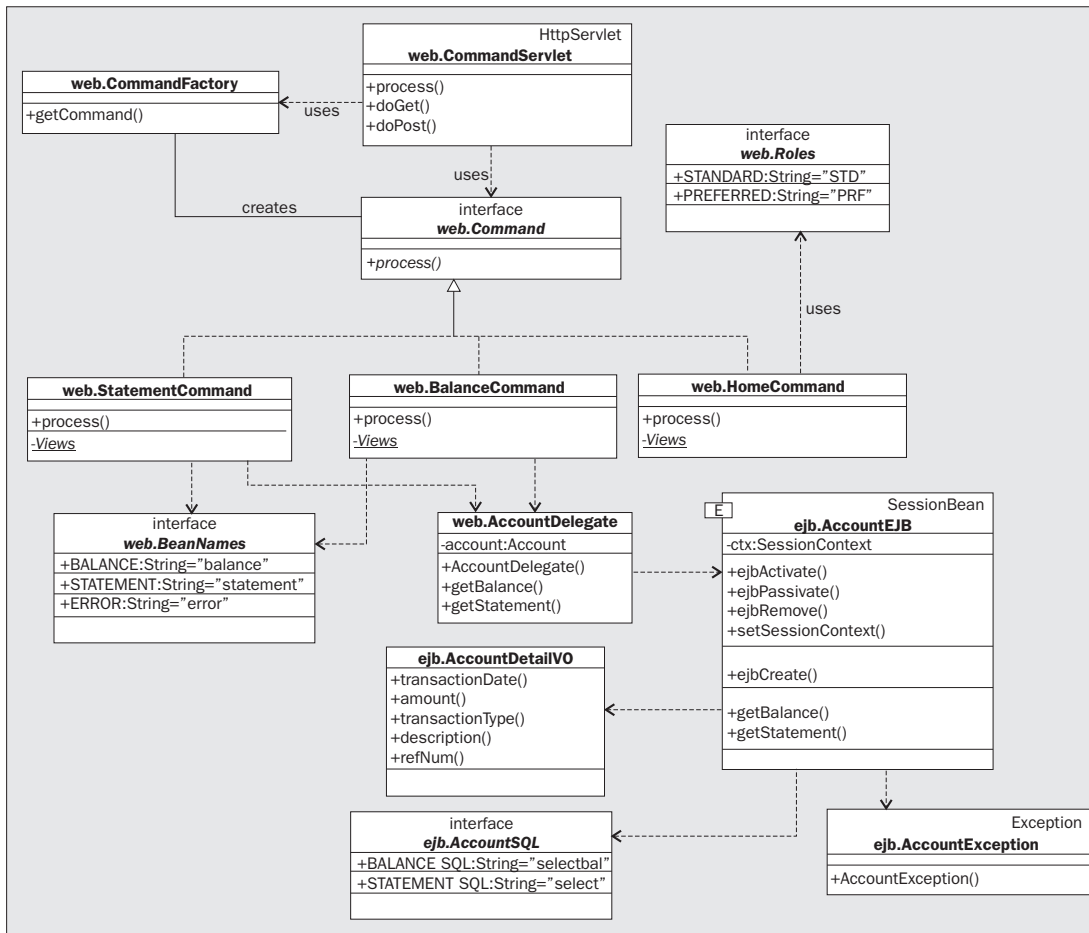 HttpServlet
web.CommandServlet
+process()
+doGet()
+doPost()
web.CommandFactory
+getCommand()
uses
uses
creates
interface
web.Command
+process()
interface
web.Roles
+STANDARD:String="STD"
+PREFERRED:String="PRF"
uses
web.StatementCommand
+process()
-Views
web.BalanceCommand
+process()
-Views
web.HomeCommand
+process()
-Views
interface
web.BeanNames
+BALANCE:String="balance"
+STATEMENT:String="statement"
+ERROR:String="error"
web.AccountDelegate
-account:Account
+AccountDelegate()
+getBalance()
+getStatement()
E
SessionBean
ejb.AccountEJB
-ctx:SessionContext
+ejbActivate()
+ejbPassivate()
+ejbRemove()
+setSessionContext()
+ejbCreate()
+getBalance()
+getStatement()
ejb.AccountDetailVO
+transactionDate()
+amount()
+transactionType()
+description()
+refNum()
interface
ejb.AccountSQL
+BALANCE SQL:String="selectbal"
+STATEMENT SQL:String="select"
Exception
ejb.AccountException
+AccountException()